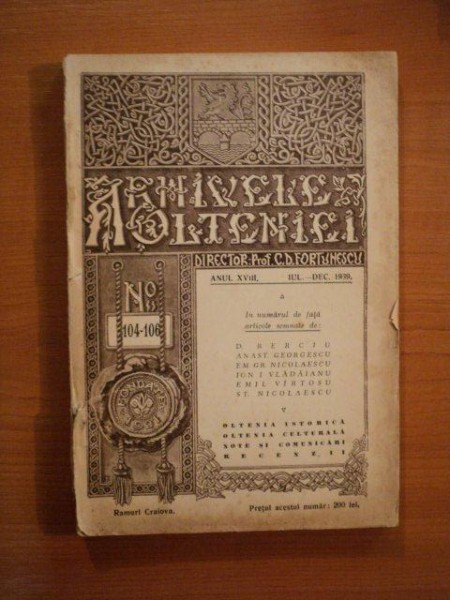 ARHIVELE
OLTENIEI
DIRECTOR: Prof. C.D. FORTUNESCU
ANUL XVIII, IUL. - DEC. 1939.
No
104-106
In numărul de față
articole semnate de:
D. BERCIU
ANAST. GEORGESCU
EM. GR. NICOLAESCU
ION I. VLĂDĂIANU
EMIL VÎRTOSU
ST. NICOLAESCU
OLTENIA ISTORICĂ
OLTENIA CULTURALĂ
NOTE SI COMUNICĂRI
RECENZII
Ramuri Craiova.
Prețul acestui număr: 200 lei.